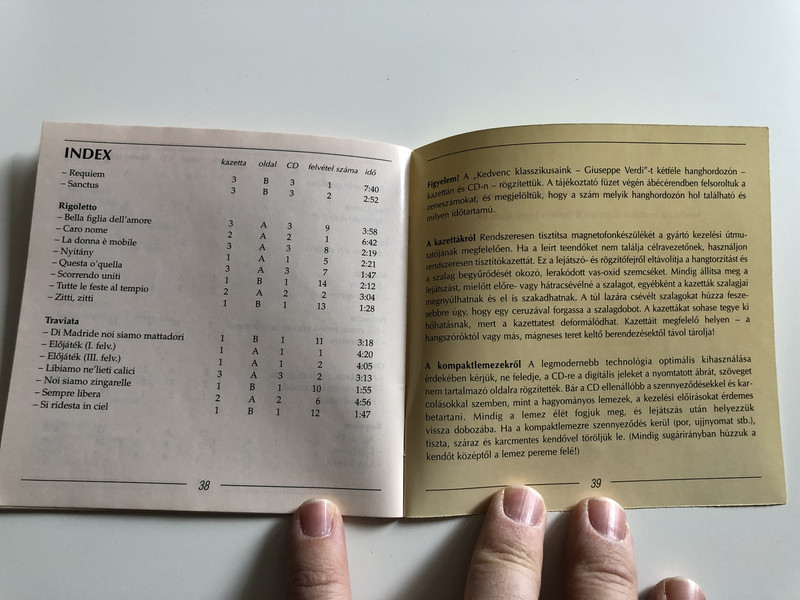 INDEX kazetta oldal CD felvétel száma idő
– Requiem 3 B 3 1 7:40
– Sanctus 3 B 3 2 2:52
Rigoletto
– Bella figlia dell'amore 3 A 3 9 3:58
– Caro nome 2 A 2 1 6:42
– La donna è mobile 3 A 3 8 2:19
– Nyitány 1 A 1 5 2:21
– Questa o'quella 3 A 3 7 1:47
– Scorrendo uniti 1 B 1 14 2:12
– Tutte le feste al tempio 2 A 2 2 3:04
– Zitti, zitti 1 B 1 13 1:28
Traviata
– Di Madride noi siamo mattadori 1 B 1 11 3:18
– Előjáték (I. felv.) 1 A 1 1 4:20
– Előjáték (III. felv.) 1 A 1 2 4:05
– Libiamo ne'lieti calici 3 A 3 2 3:13
– Noi siamo zingarelle 1 B 1 10 1:55
– Sempre libera 2 A 2 6 4:56
– Si ridesta in ciel 1 B 1 12 1:47
38
Figyelem! A „Kedvenc klasszikusaink – Giuseppe Verdi"-t kétféle hanghordozón –
kazettán és CD-n – rögzítettük. A tájékoztató füzet végén ábécérendben felsoroltuk a
zeneszámokat, és megjelöltük, hogy a szám melyik hanghordozón hol található és
milyen időtartamú.
A kazettákról Rendszeresen tisztítsa magnetofonkészülékét a gyártó kezelési útmu-
tatójának megfelelően. Ha a leírt teendőket nem találja célravezetőnek, használjon
rendszeresen tisztítókazettát. Ez a lejátszó- és rögzítőfejről eltávolítja a hangtorzítást és
a szalag begyűrődését okozó, lerakódott vas-oxid szemcséket. Mindig állítsa meg a
lejátszást, mielőtt előre- vagy hátracsévélné a szalagot, egyébként a kazetták szalagjai
megnyúlhatnak és el is szakadhatnak. A túl lazára csévélt szalagokat húzza fesze-
sebbre úgy, hogy egy ceruzával forgassa a szalagdobot. A kazettákat sohase tegye ki
hőhatásnak, mert a kazettatest deformálódhat. Kazettáit megfelelő helyen – a
hangszóróktól vagy más, mágneses teret keltő berendezésektől távol tárolja!
A kompaktlemezekről A legmodernebb technológia optimális kihasználása
érdekében kérjük, ne feledje, a CD-re a digitális jeleket a nyomtatott ábrát, szöveget
nem tartalmazó oldalra rögzítették. Bár a CD ellenállóbb a szennyeződésekkel és kar-
colásokkal szemben, mint a hagyományos lemezek, a kezelési előírásokat érdemes
betartani. Mindig a lemez élét fogjuk meg, és lejátszás után helyezzük
vissza dobozába. Ha a kompaktlemezre szennyeződés kerül (por, ujjnyomat stb.),
tiszta, száraz és karcmentes kendővel töröljük le. (Mindig sugárirányban húzzuk a
kendőt középtől a lemez pereme felé!)
39